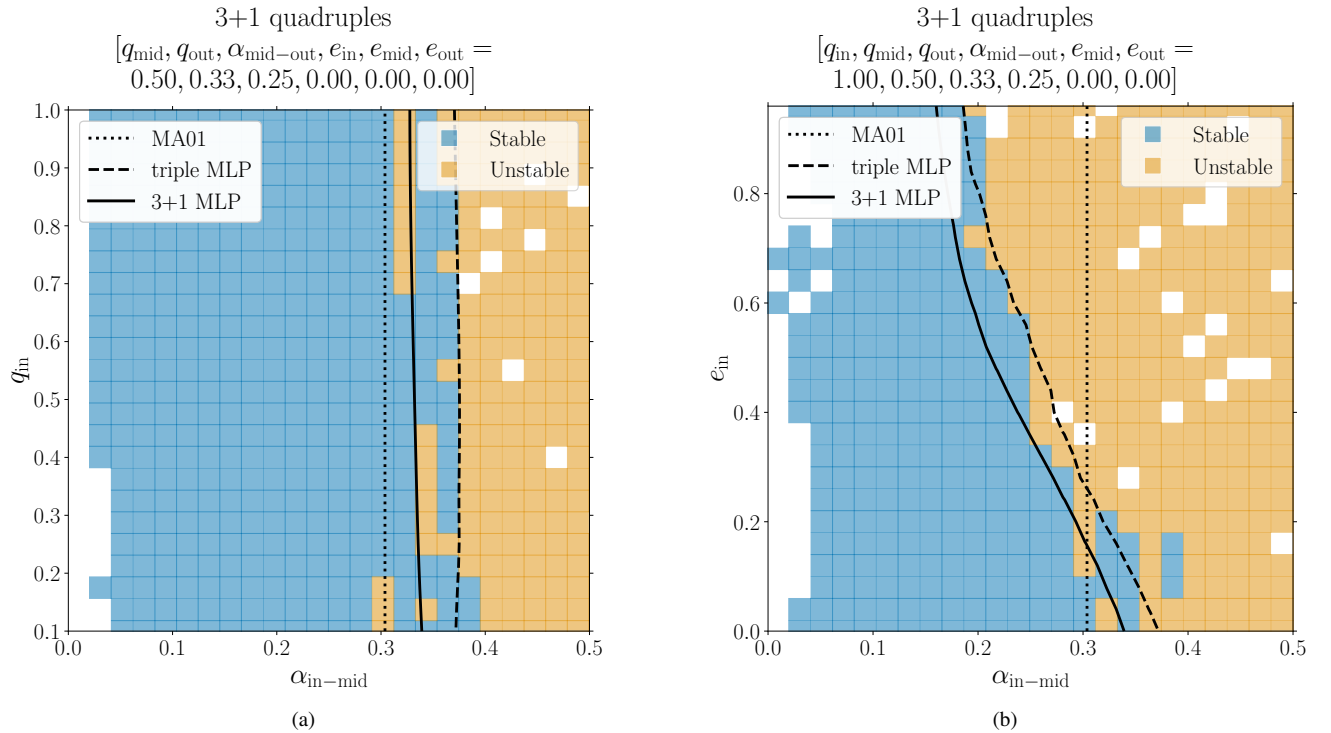 3+1 quadruples
[q_mid, q_out, α_mid−out, e_in, e_mid, e_out =
0.50, 0.33, 0.25, 0.00, 0.00, 0.00]
MA01
triple MLP
3+1 MLP
Stable
Unstable
1.0
0.9
0.8
0.7
0.6
0.5
0.4
0.3
0.2
0.1
q_in
0.0 0.1 0.2 0.3 0.4 0.5
α_in−mid
(a)
3+1 quadruples
[q_in, q_mid, q_out, α_mid−out, e_mid, e_out =
1.00, 0.50, 0.33, 0.25, 0.00, 0.00]
MA01
triple MLP
3+1 MLP
Stable
Unstable
0.8
0.6
0.4
0.2
0.0
e_in
0.0 0.1 0.2 0.3 0.4 0.5
α_in−mid
(b)